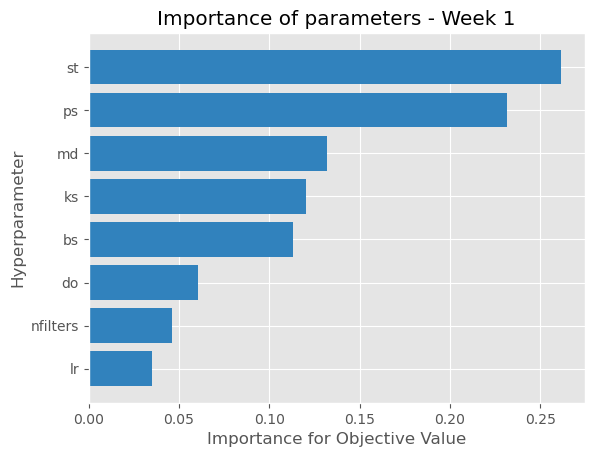 Importance of parameters - Week 1
Hyperparameter
st
ps
md
ks
bs
do
nfilters
lr
0.00 0.05 0.10 0.15 0.20 0.25
Importance for Objective Value